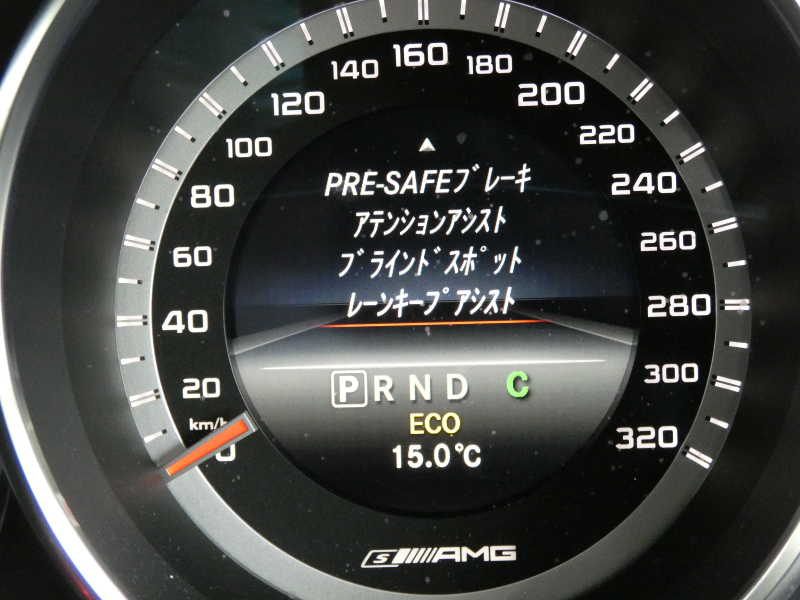 0
20
40
60
80
100
120
140
160
180
200
220
240
260
280
300
320
km/h
PRE-SAFEブレーキ
アテンションアシスト
ブラインドスポット
レーンキープアシスト
P R N D C
ECO
15.0℃
S AMG